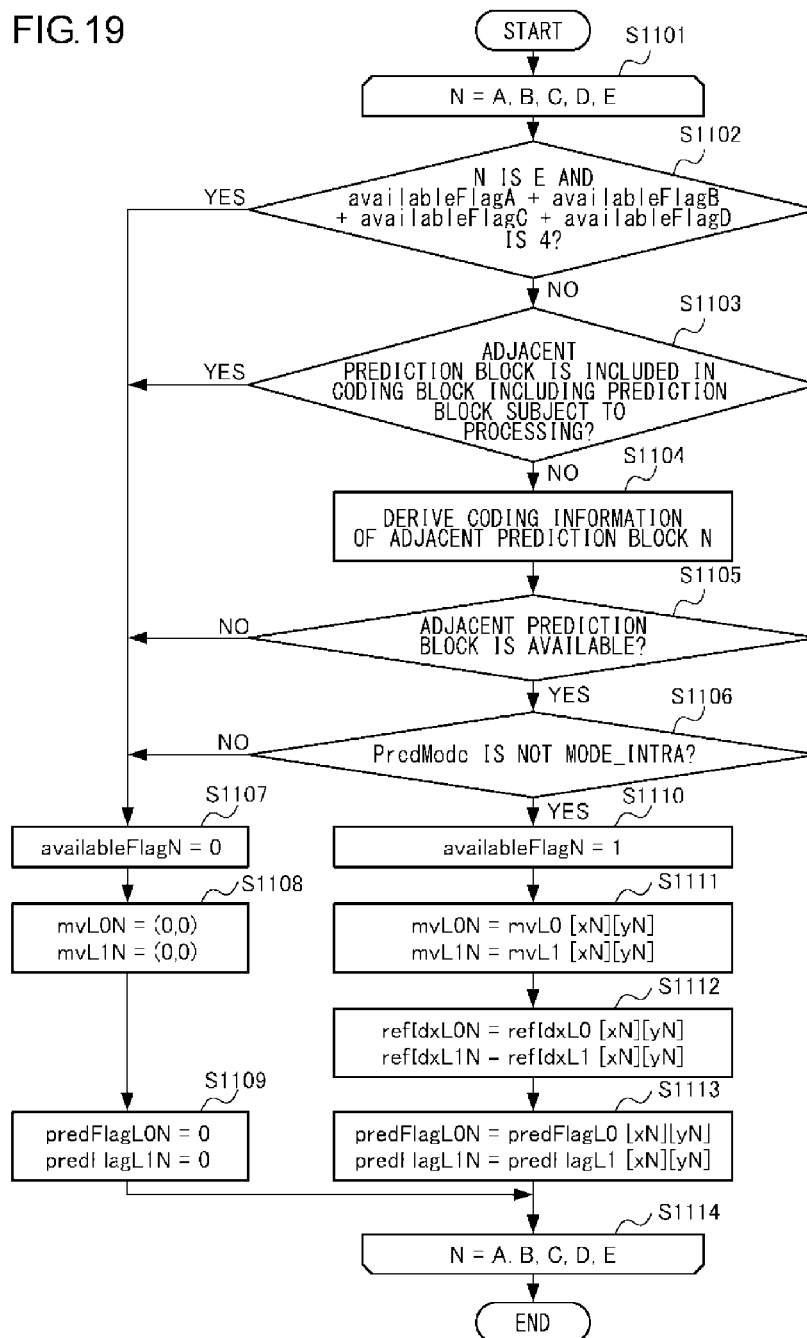 FIG.19
START
S1101
N = A, B, C, D, E
S1102
N IS E AND
availableFlagA + availableFlagB
+ availableFlagC + availableFlagD
IS 4?
YES
NO
S1103
ADJACENT
PREDICTION BLOCK IS INCLUDED IN
CODING BLOCK INCLUDING PREDICTION
BLOCK SUBJECT TO
PROCESSING?
YES
NO
S1104
DERIVE CODING INFORMATION
OF ADJACENT PREDICTION BLOCK N
S1105
ADJACENT PREDICTION
BLOCK IS AVAILABLE?
NO
YES
S1106
PredMode IS NOT MODE_INTRA?
NO
YES
S1107
availableFlagN = 0
S1110
availableFlagN = 1
S1108
mvL0N = (0,0)
mvL1N = (0,0)
S1111
mvL0N = mvL0 [xN][yN]
mvL1N = mvL1 [xN][yN]
S1112
refIdxL0N = refIdxL0 [xN][yN]
refIdxL1N = refIdxL1 [xN][yN]
S1109
predFlagL0N = 0
predFlagL1N = 0
S1113
predFlagL0N = predFlagL0 [xN][yN]
predFlagL1N = predFlagL1 [xN][yN]
S1114
N = A, B, C, D, E
END